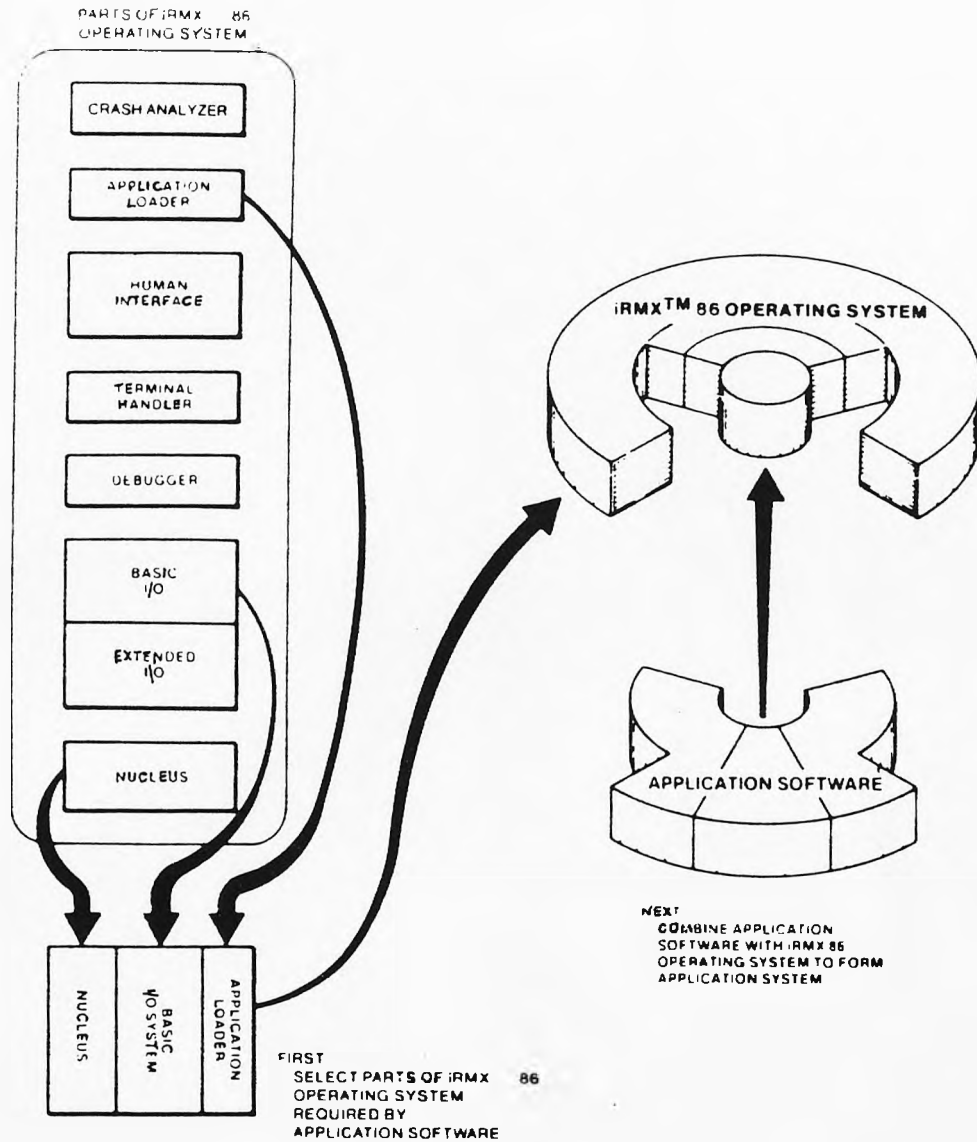 PARTS OF iRMX 86
OPERATING SYSTEM
CRASH ANALYZER
APPLICATION
LOADER
HUMAN
INTERFACE
TERMINAL
HANDLER
DEBUGGER
BASIC
I/O
EXTENDED
I/O
NUCLEUS
NUCLEUS
BASIC
I/O SYSTEM
APPLICATION
LOADER
FIRST
SELECT PARTS OF iRMX 86
OPERATING SYSTEM
REQUIRED BY
APPLICATION SOFTWARE
iRMX™ 86 OPERATING SYSTEM
APPLICATION SOFTWARE
NEXT
COMBINE APPLICATION
SOFTWARE WITH iRMX 86
OPERATING SYSTEM TO FORM
APPLICATION SYSTEM